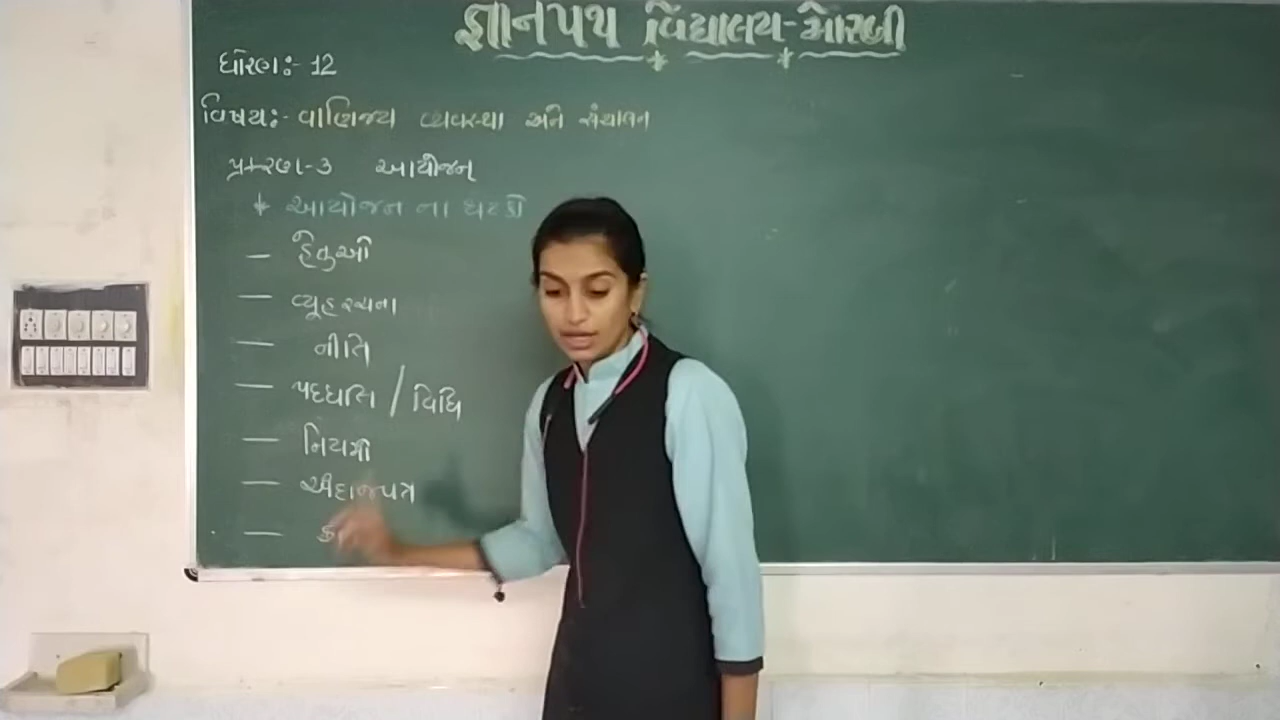 જ્ઞાનપથ વિદ્યાલય-મોરબી
ધોરણ:- 12
વિષય:- વાણિજ્ય વ્યવસ્થા અને સંચાલન
પ્રકરણ-૩ આયોજન
* આયોજન ના ઘટકો
— હેતુઓ
— વ્યૂહરચના
— નીતિ
— પદ્ધતિ / વિધિ
— નિયમો
— અંદાજપત્ર
—